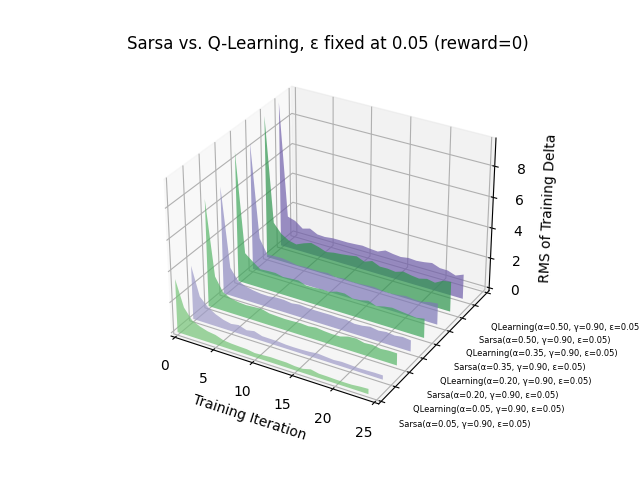 Sarsa vs. Q-Learning, ε fixed at 0.05 (reward=0)
RMS of Training Delta
8
6
4
2
0
0
5
10
15
20
25
Training Iteration
QLearning(α=0.50, γ=0.90, ε=0.05)
Sarsa(α=0.50, γ=0.90, ε=0.05)
QLearning(α=0.35, γ=0.90, ε=0.05)
Sarsa(α=0.35, γ=0.90, ε=0.05)
QLearning(α=0.20, γ=0.90, ε=0.05)
Sarsa(α=0.20, γ=0.90, ε=0.05)
QLearning(α=0.05, γ=0.90, ε=0.05)
Sarsa(α=0.05, γ=0.90, ε=0.05)